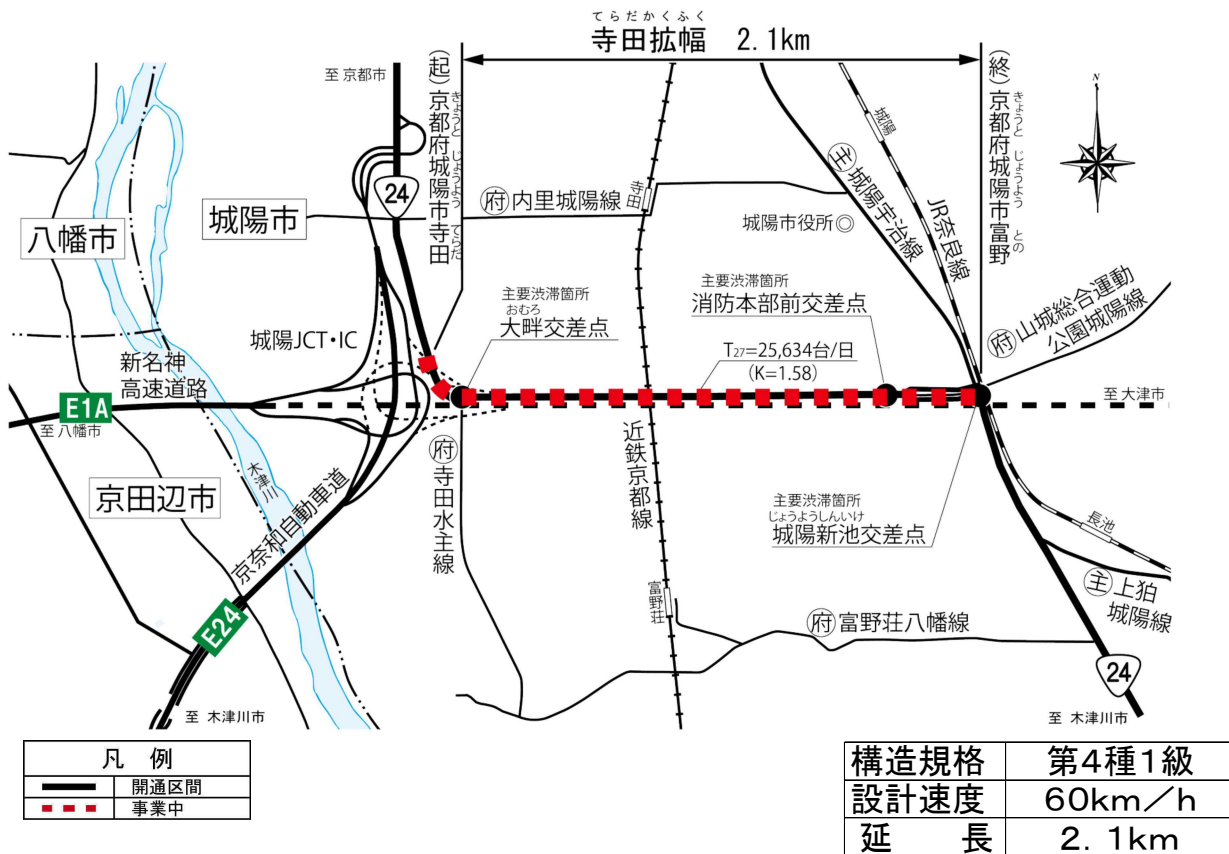 てらだかくふく
寺田拡幅 2.1km
至 京都市
(起)京都府城陽市寺田
きょうと じょうよう てらだ
(終)京都府城陽市富野
きょうと じょうよう との
N
城陽
24
城陽市
八幡市
府内里城陽線
寺田
主城陽宇治線
JR奈良線
城陽市役所◎
主要渋滞箇所
おむろ
大畔交差点
主要渋滞箇所
消防本部前交差点
府山城総合運動
公園城陽線
城陽JCT・IC
新名神
高速道路
T27=25,634台/日
(K=1.58)
E1A
至 八幡市
至 大津市
木津川
京田辺市
府寺田水主線
近鉄京都線
主要渋滞箇所
じょうようしんいけ
城陽新池交差点
長池
京奈和自動車道
富野荘
主上狛
城陽線
E24
府富野荘八幡線
24
至 木津川市
至 木津川市
凡 例
開通区間
事業中
構造規格 第4種1級
設計速度 60km/h
延 長 2.1km